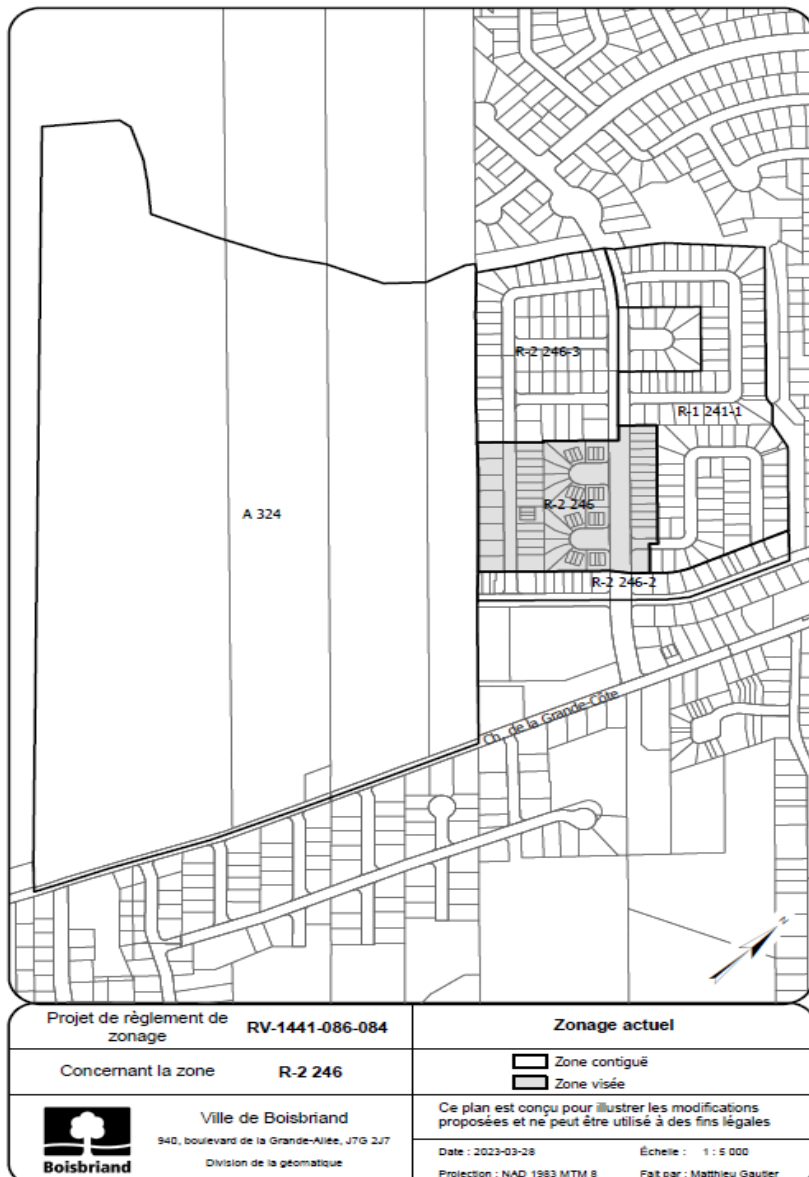 R-2 246-3
R-1 241-1
A 324
R-2 246
R-2 246-2
Ch. de la Grande-Côte
N
Projet de règlement de zonage RV-1441-086-084
Concernant la zone R-2 246
Zonage actuel
Zone contiguë
Zone visée
Boisbriand
Ville de Boisbriand
940, boulevard de la Grande-Allée, J7G 2J7
Division de la géomatique
Ce plan est conçu pour illustrer les modifications
proposées et ne peut être utilisé à des fins légales
Date : 2023-03-28 Échelle : 1 : 5 000
Projection : NAD 1983 MTM 8 Fait par : Matthieu Gautier